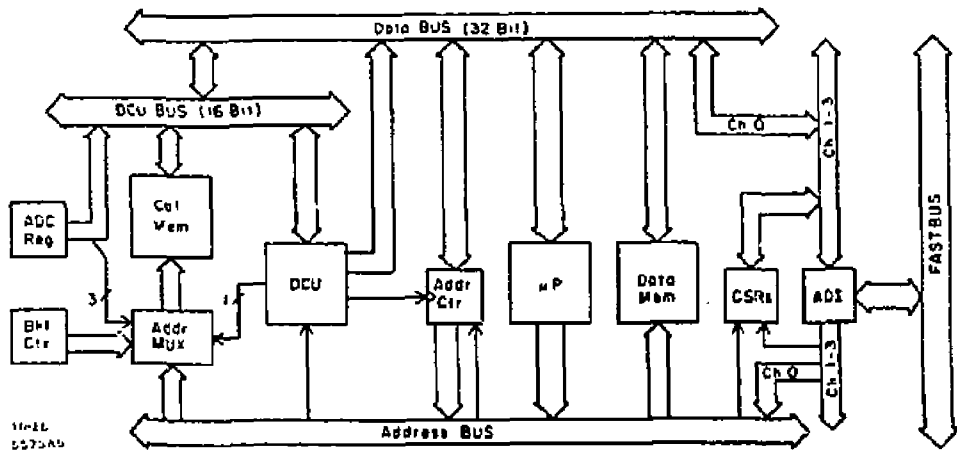 Data BUS (32 Bit)
DCU BUS (16 Bit)
Ch 0
Ch 1-3
ADC
Reg
Cal
Mem
3
1
DCU
Addr
Ctr
μP
Data
Mem
CSRs
ADI
FASTBUS
Ctr
Addr
MUX
Ch 0
Ch 1-3
Address BUS